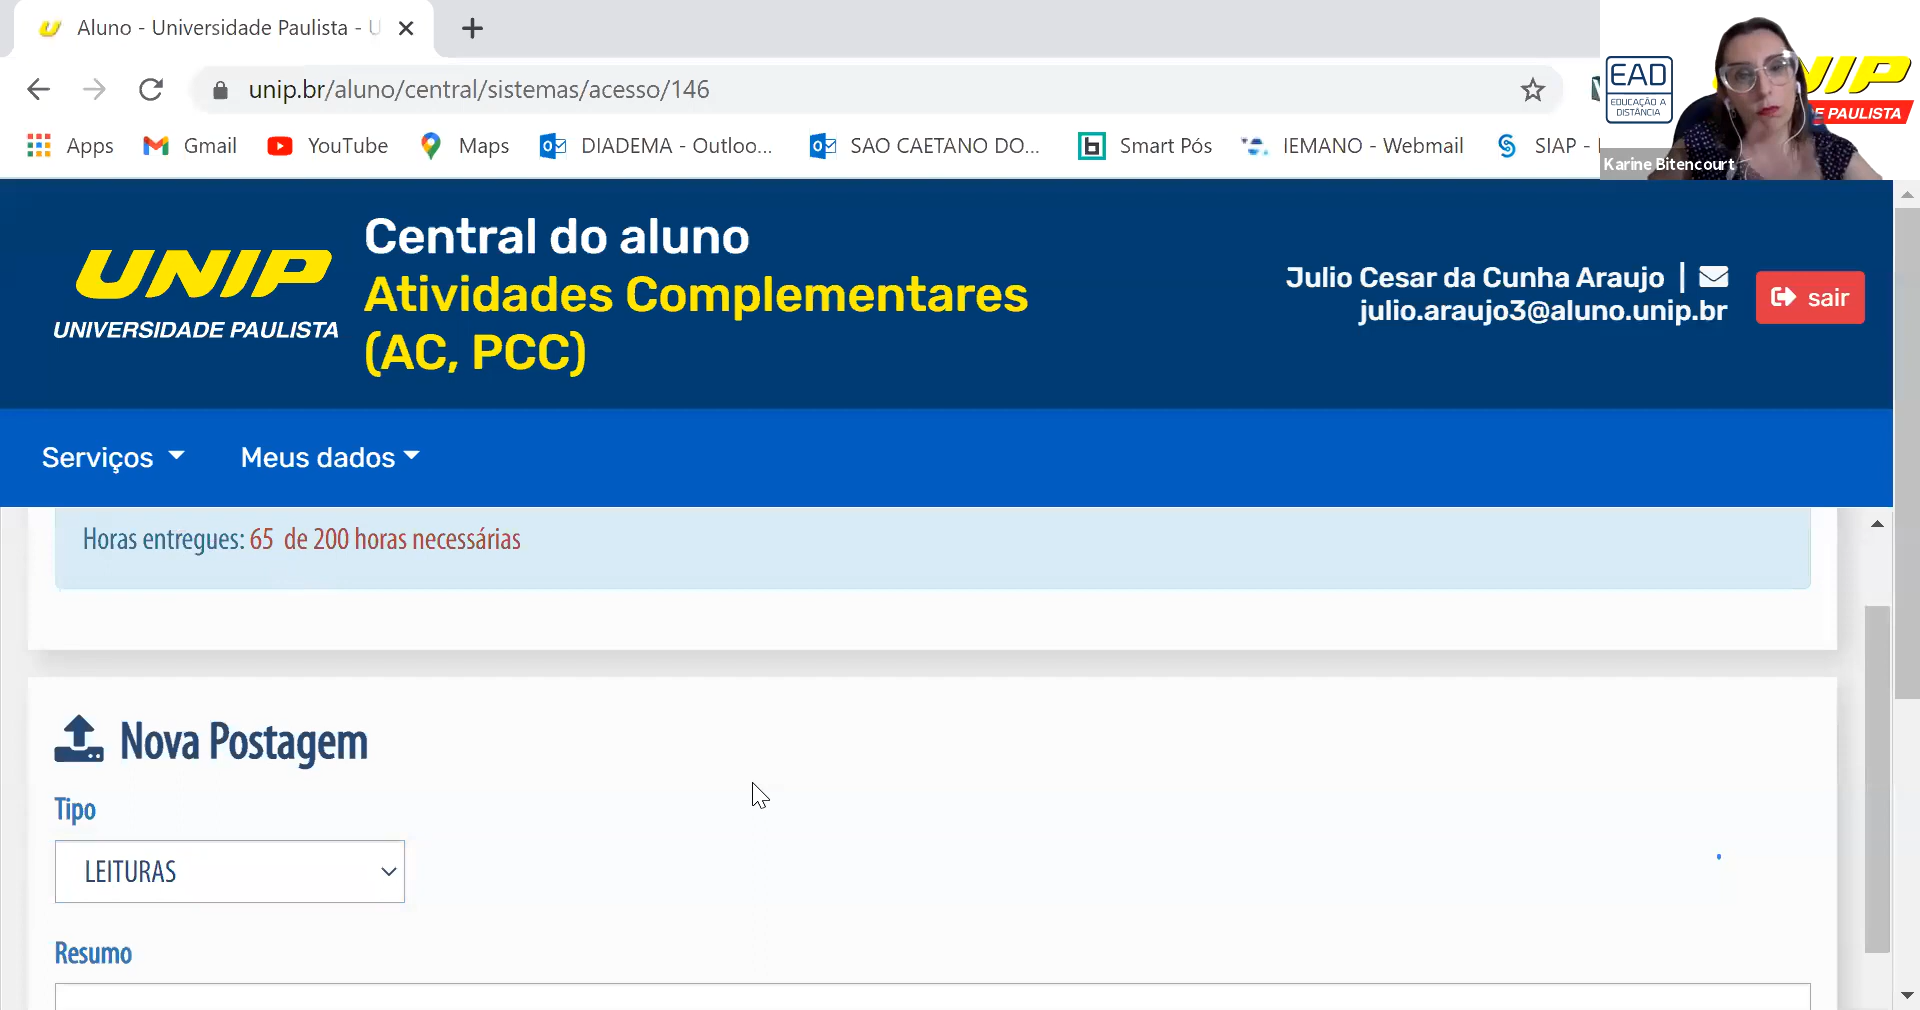 Aluno - Universidade Paulista - U
unip.br/aluno/central/sistemas/acesso/146
Apps
Gmail
YouTube
Maps
DIADEMA - Outloo...
SAO CAETANO DO...
Smart Pós
IEMANO - Webmail
SIAP -
EAD
EDUCAÇÃO A
DISTÂNCIA
PAULISTA
Karine Bitencourt
UNIP
UNIVERSIDADE PAULISTA
Central do aluno
Atividades Complementares
(AC, PCC)
Julio Cesar da Cunha Araujo |
julio.araujo3@aluno.unip.br
sair
Serviços
Meus dados
Horas entregues: 65 de 200 horas necessárias
Nova Postagem
Tipo
LEITURAS
Resumo